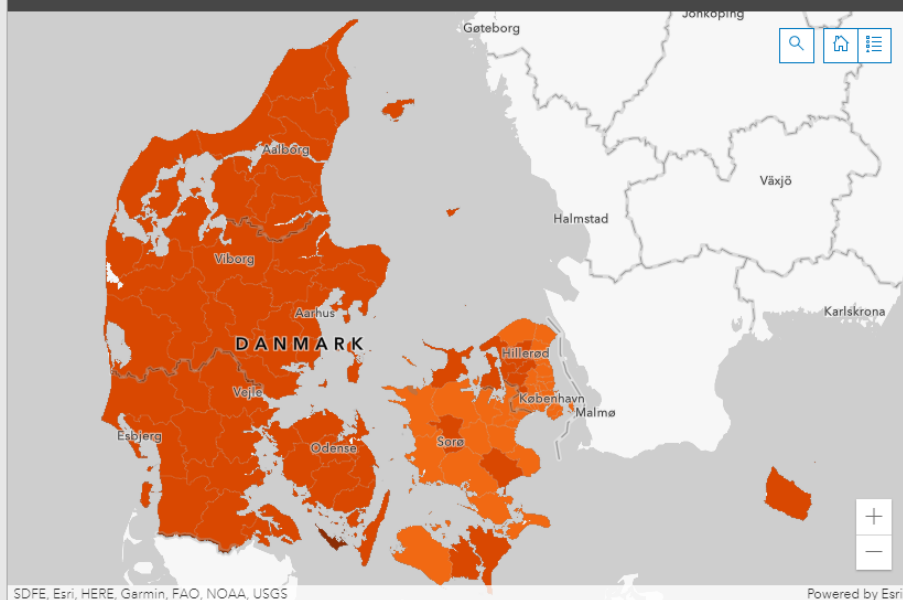 Jönköping
Gøteborg
Aalborg
Växjö
Halmstad
Viborg
Karlskrona
Aarhus
DANMARK
Hillerød
Vejle
København
Malmø
Esbjerg
Sorø
Odense
SDFE, Esri, HERE, Garmin, FAO, NOAA, USGS
Powered by Esri